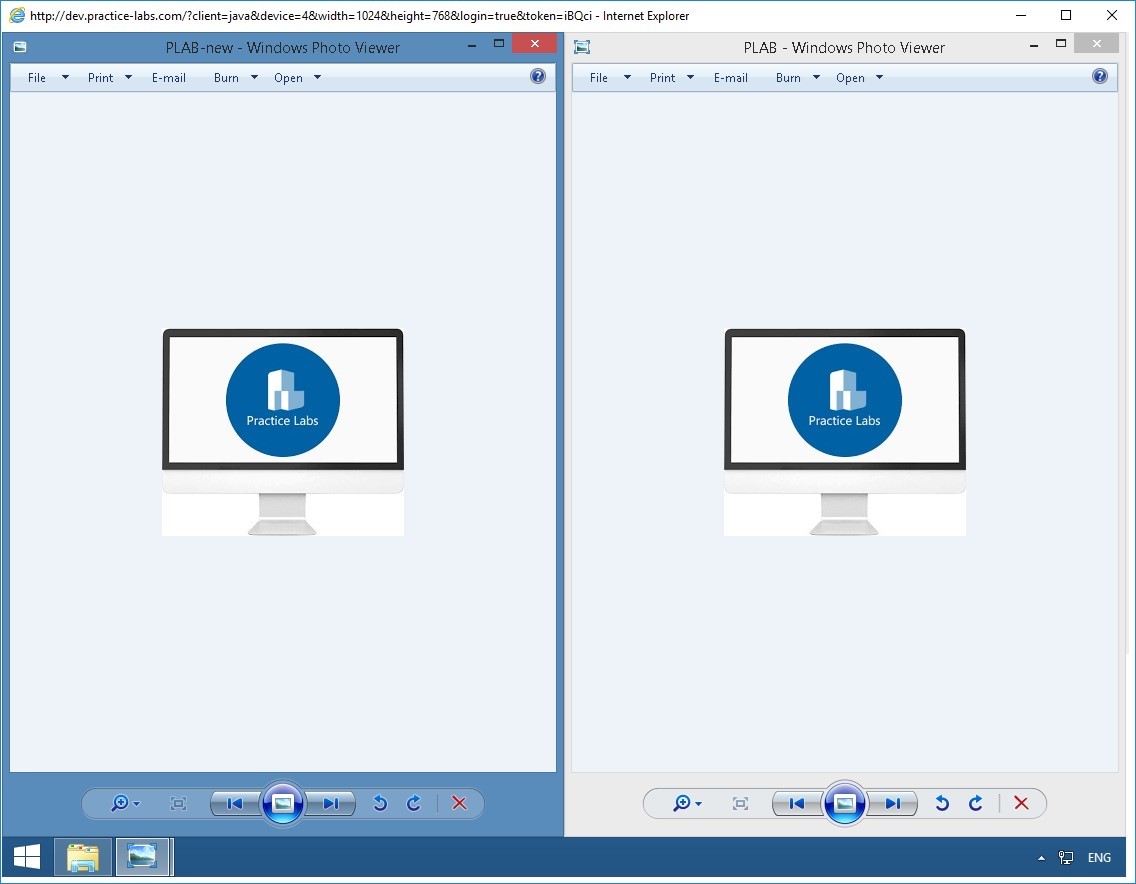 http://dev.practice-labs.com/?client=java&device=4&width=1024&height=768&login=true&token=iBQci - Internet Explorer
PLAB-new - Windows Photo Viewer
File Print E-mail Burn Open
Practice Labs
PLAB - Windows Photo Viewer
File Print E-mail Burn Open
Practice Labs
ENG